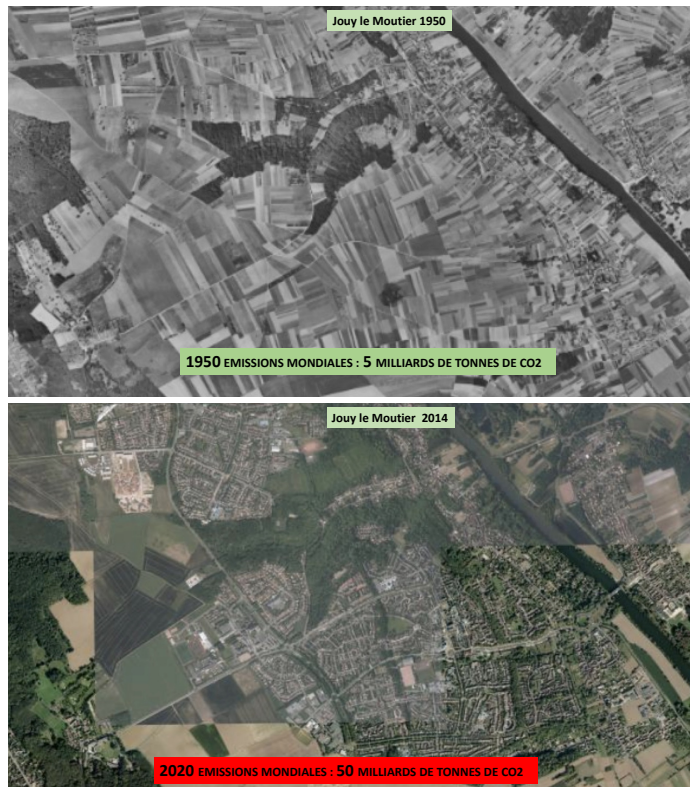 Jouy le Moutier 1950
1950 EMISSIONS MONDIALES : 5 MILLIARDS DE TONNES DE CO2
Jouy le Moutier 2014
2020 EMISSIONS MONDIALES : 50 MILLIARDS DE TONNES DE CO2